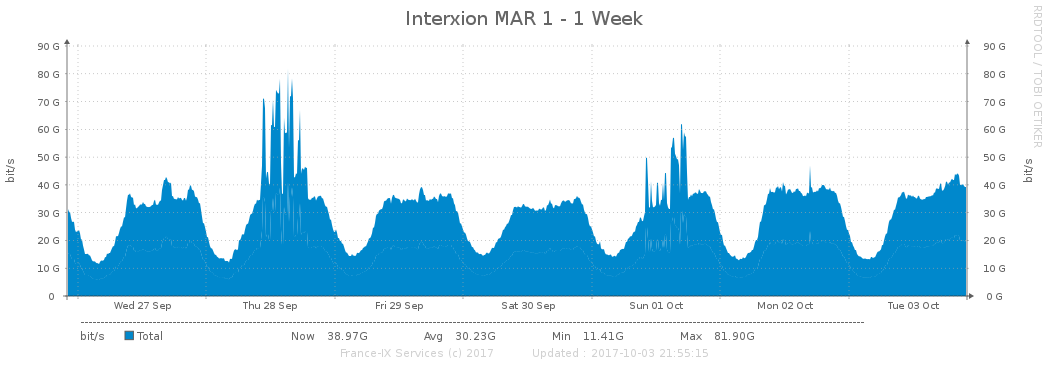 Interxion MAR 1 - 1 Week
RRDTOOL / TOBI OETIKER
90 G 90 G
80 G 80 G
70 G 70 G
60 G 60 G
50 G 50 G
40 G 40 G
30 G 30 G
20 G 20 G
10 G 10 G
0 0 G
bit/s bit/s
Wed 27 Sep Thu 28 Sep Fri 29 Sep Sat 30 Sep Sun 01 Oct Mon 02 Oct Tue 03 Oct
bit/s Total Now 38.97G Avg 30.23G Min 11.41G Max 81.90G
France-IX Services (c) 2017 Updated : 2017-10-03 21:55:15